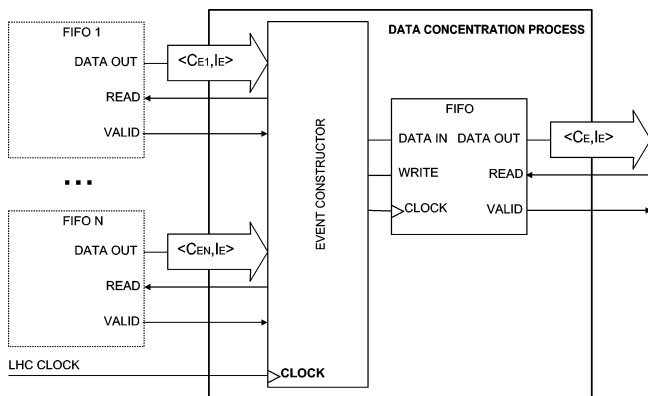 DATA CONCENTRATION PROCESS
FIFO 1
DATA OUT
<CE1,IE>
READ
VALID
...
FIFO N
DATA OUT
<CEN,IE>
READ
VALID
LHC CLOCK
EVENT CONSTRUCTOR
CLOCK
FIFO
DATA IN
DATA OUT
<CE,IE>
WRITE
READ
CLOCK
VALID